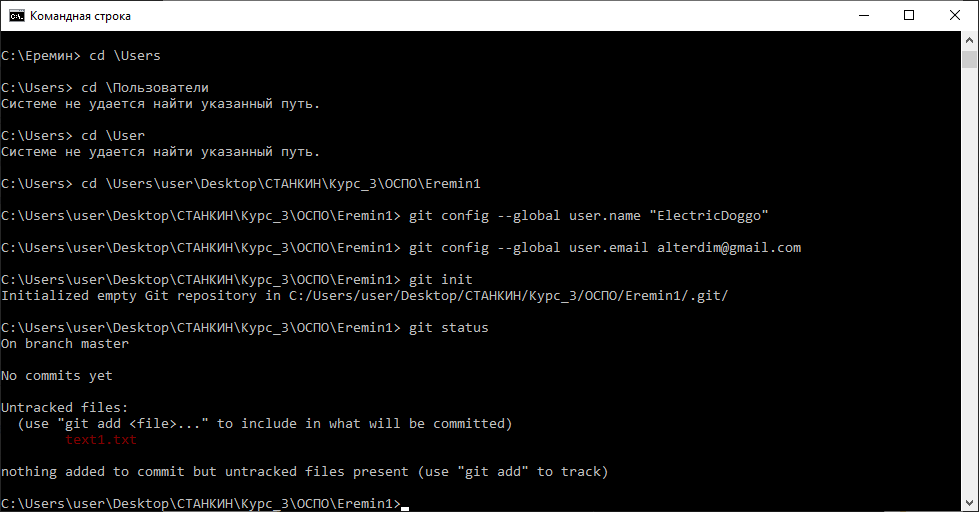 Командная строка
C:\Еремин> cd \Users
C:\Users> cd \Пользователи
Системе не удается найти указанный путь.
C:\Users> cd \User
Системе не удается найти указанный путь.
C:\Users> cd \Users\user\Desktop\СТАНКИН\Курс_3\ОСПО\Eremin1
C:\Users\user\Desktop\СТАНКИН\Курс_3\ОСПО\Eremin1> git config --global user.name "ElectricDoggo"
C:\Users\user\Desktop\СТАНКИН\Курс_3\ОСПО\Eremin1> git config --global user.email alterdim@gmail.com
C:\Users\user\Desktop\СТАНКИН\Курс_3\ОСПО\Eremin1> git init
Initialized empty Git repository in C:/Users/user/Desktop/СТАНКИН/Курс_3/ОСПО/Eremin1/.git/
C:\Users\user\Desktop\СТАНКИН\Курс_3\ОСПО\Eremin1> git status
On branch master
No commits yet
Untracked files:
(use "git add <file>..." to include in what will be committed)
text1.txt
nothing added to commit but untracked files present (use "git add" to track)
C:\Users\user\Desktop\СТАНКИН\Курс_3\ОСПО\Eremin1>